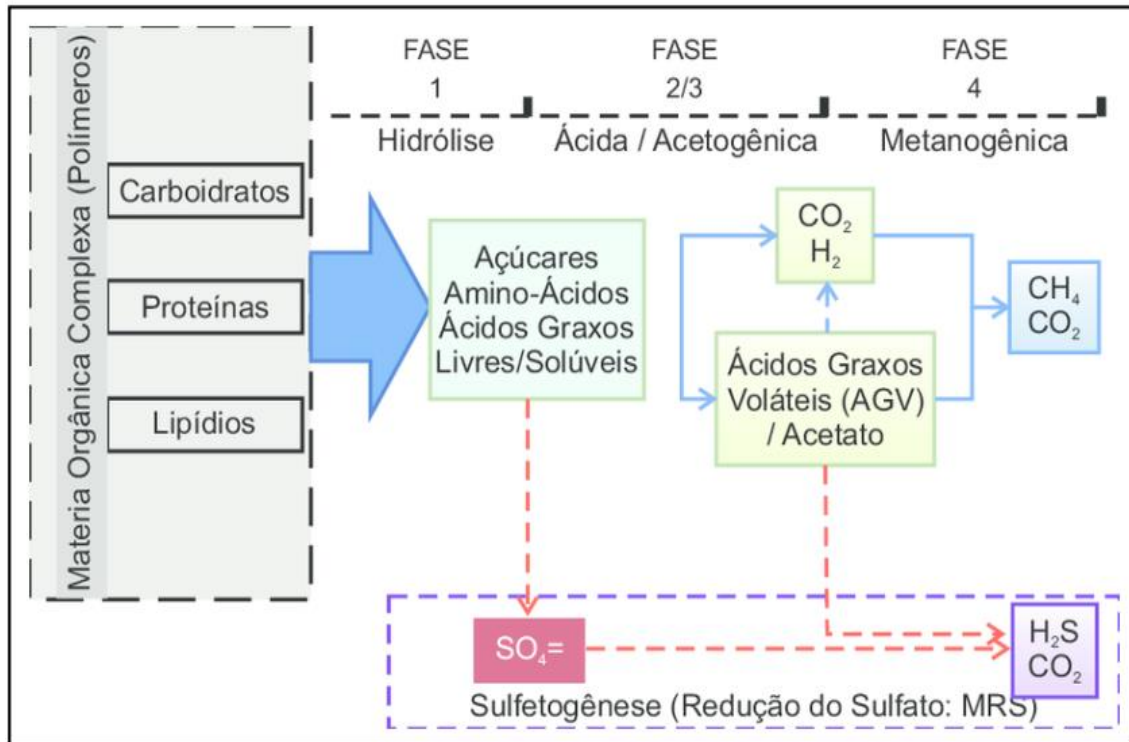 Materia Orgânica Complexa (Polímeros)
Carboidratos
Proteínas
Lipídios
FASE
1
Hidrólise
FASE
2/3
Ácida / Acetogênica
FASE
4
Metanogênica
Açúcares
Amino-Ácidos
Ácidos Graxos
Livres/Solúveis
CO₂
H₂
Ácidos Graxos
Voláteis (AGV)
/ Acetato
CH₄
CO₂
SO₄=
H₂S
CO₂
Sulfetogênese (Redução do Sulfato: MRS)